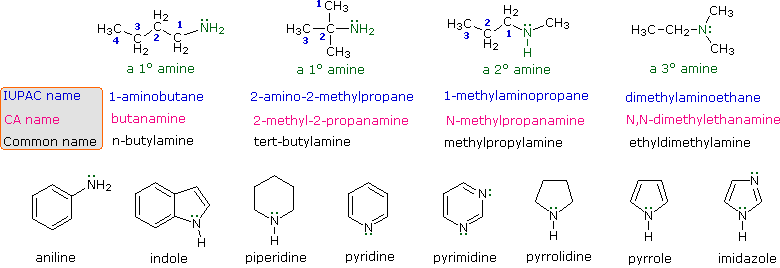 H₃C 4 3 C H₂ H₂ C 2 1 C H₂ N̈H₂
1 CH₃ H₃C 3 C 2 N̈H₂ CH₃
H₃C 3 2 H₂ C C H₂ 1 N̈ H CH₃
H₃C—CH₂ N: CH₃ CH₃
a 1° amine a 1° amine a 2° amine a 3° amine
IUPAC name 1-aminobutane 2-amino-2-methylpropane 1-methylaminopropane dimethylaminoethane
CA name butanamine 2-methyl-2-propanamine N-methylpropanamine N,N-dimethylethanamine
Common name n-butylamine tert-butylamine methylpropylamine ethyldimethylamine
N̈H₂ N H N H N N: N N H N H N N H
aniline indole piperidine pyridine pyrimidine pyrrolidine pyrrole imidazole